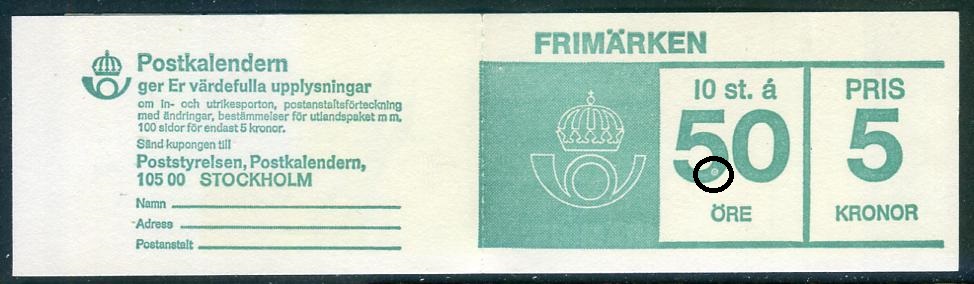 Postkalendern
ger Er värdefulla upplysningar
om in- och utrikesporton, postanstaltsförteckning
med ändringar, bestämmelser för utlandspaket m m.
100 sidor för endast 5 kronor.
Sänd kupongen till
Poststyrelsen, Postkalendern,
105 00 STOCKHOLM
Namn
Adress
Postanstalt
FRIMÄRKEN
10 st. á
50
ÖRE
PRIS
5
KRONOR